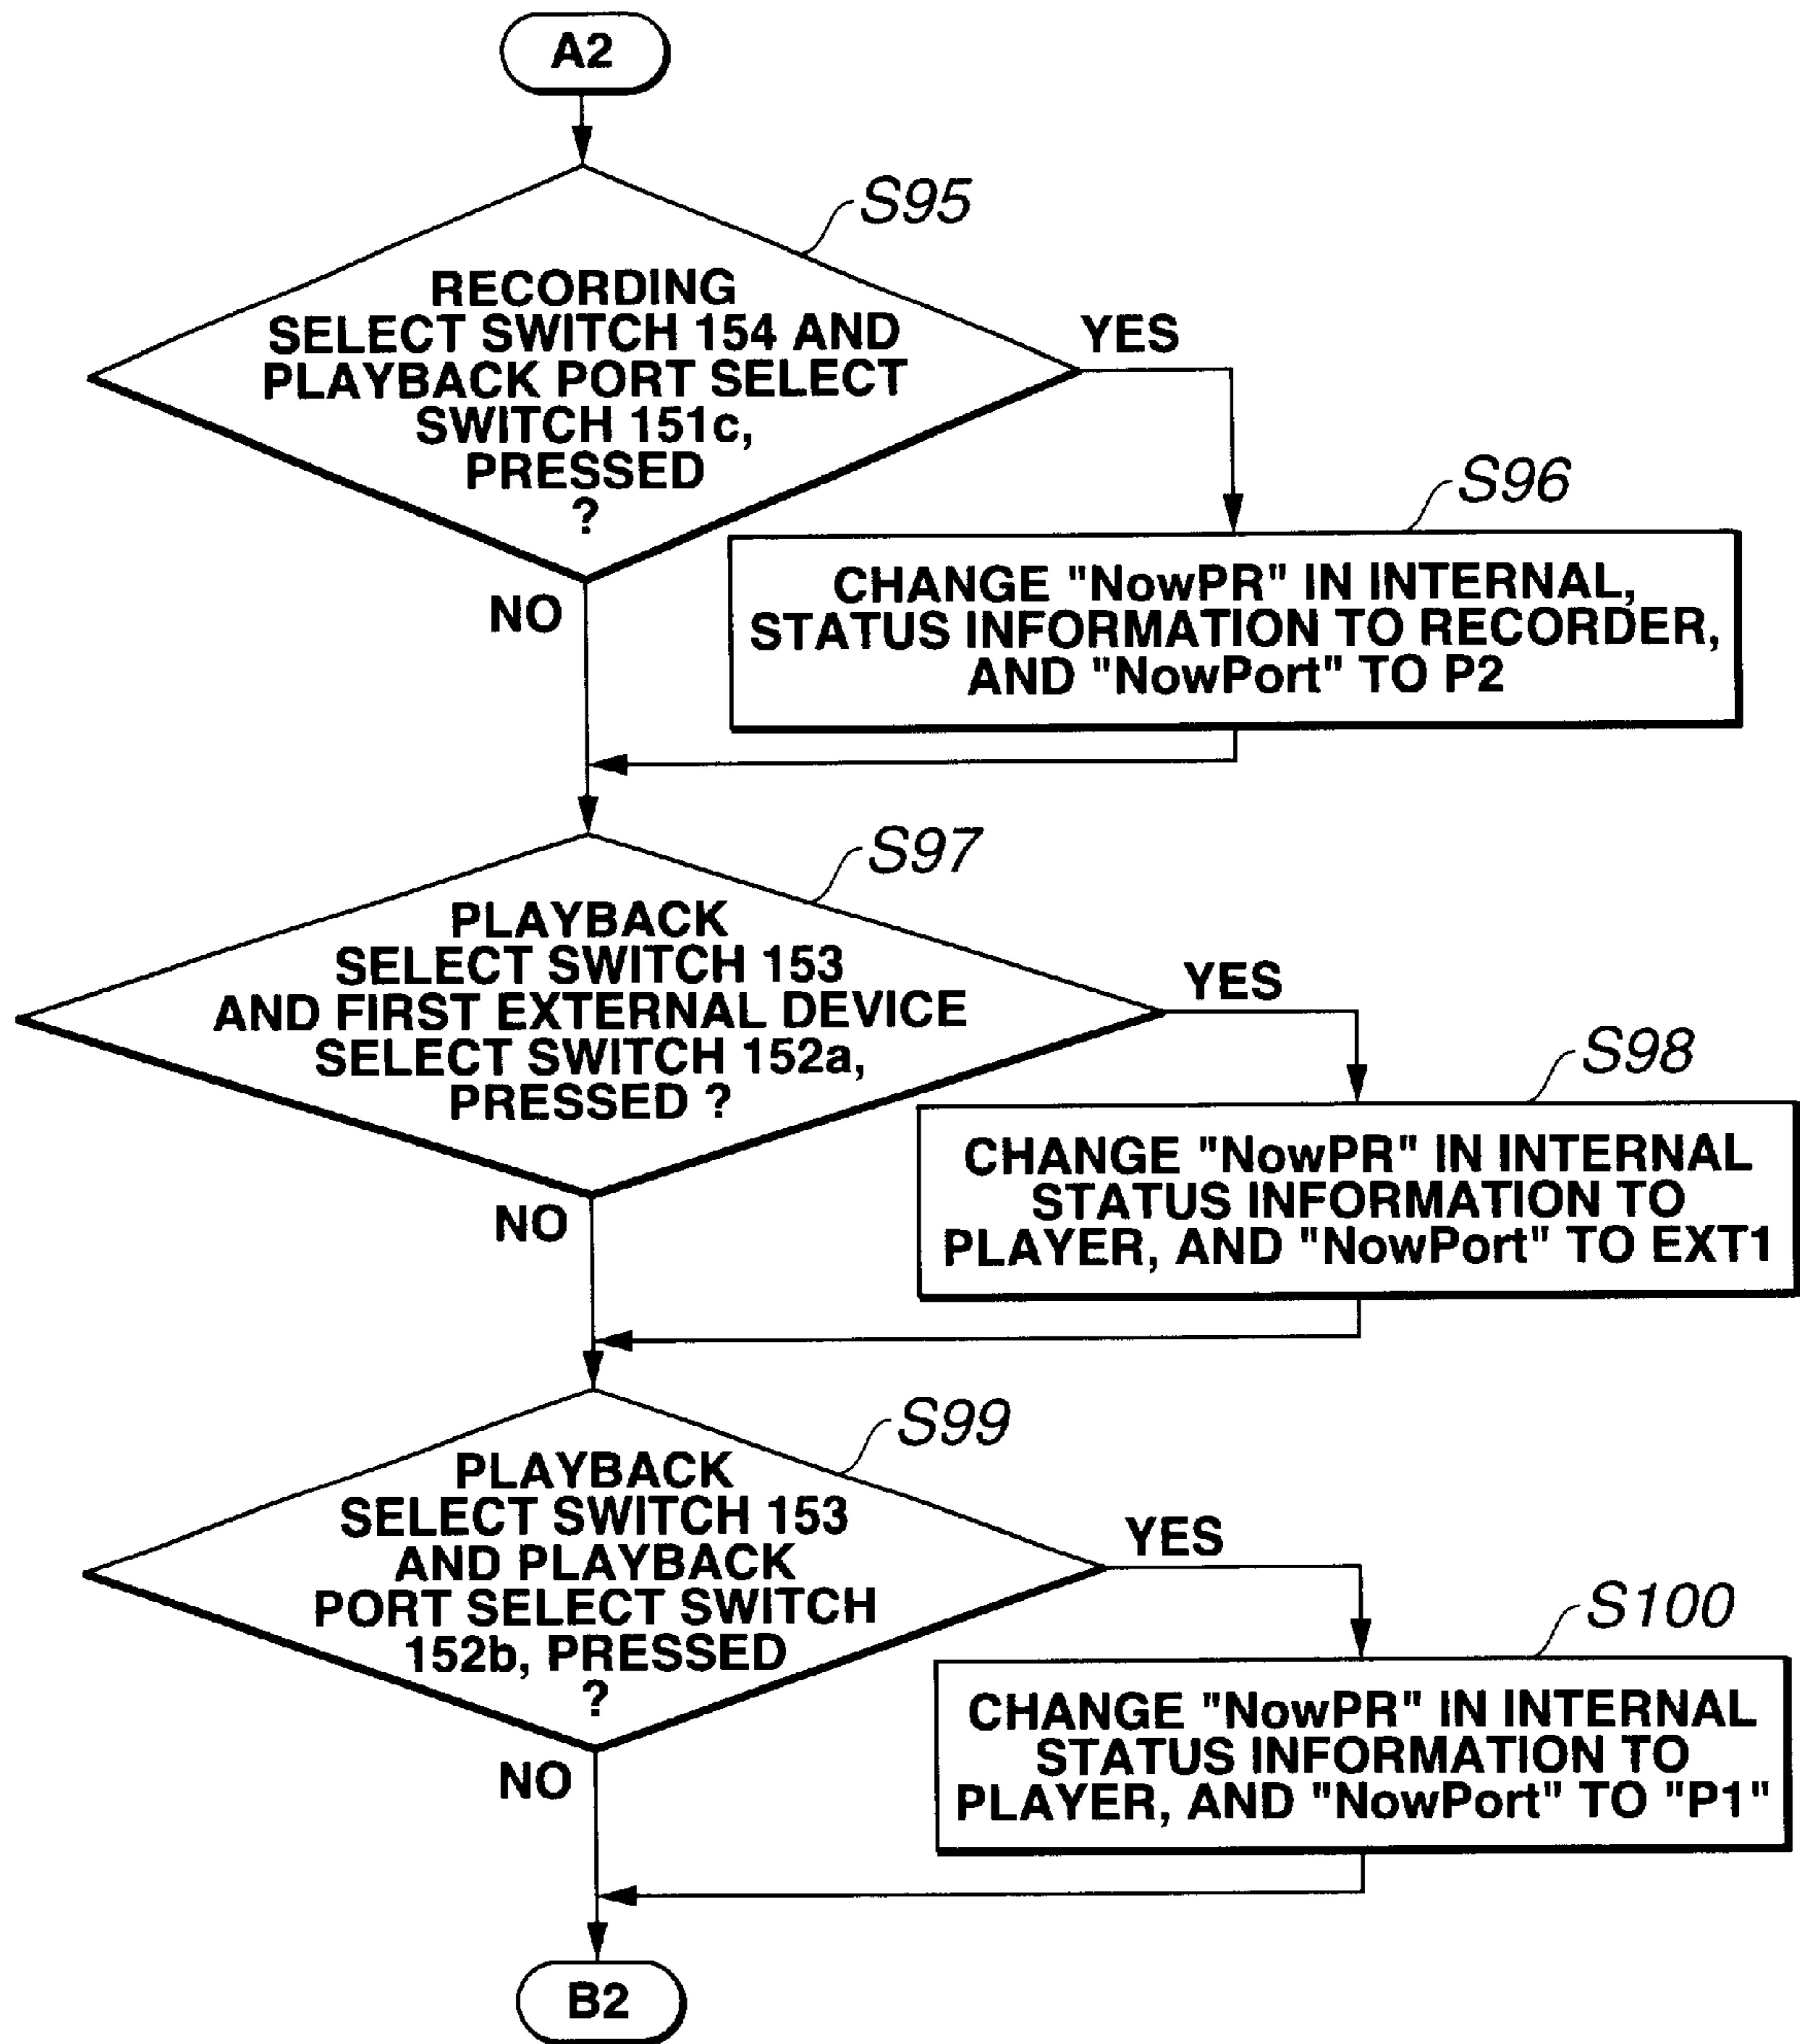 A2
S95
RECORDING
SELECT SWITCH 154 AND
PLAYBACK PORT SELECT
SWITCH 151c,
PRESSED
?
YES
NO
S96
CHANGE "NowPR" IN INTERNAL,
STATUS INFORMATION TO RECORDER,
AND "NowPort" TO P2
S97
PLAYBACK
SELECT SWITCH 153
AND FIRST EXTERNAL DEVICE
SELECT SWITCH 152a,
PRESSED ?
YES
NO
S98
CHANGE "NowPR" IN INTERNAL
STATUS INFORMATION TO
PLAYER, AND "NowPort" TO EXT1
S99
PLAYBACK
SELECT SWITCH 153
AND PLAYBACK
PORT SELECT SWITCH
152b, PRESSED
?
YES
NO
S100
CHANGE "NowPR" IN INTERNAL
STATUS INFORMATION TO
PLAYER, AND "NowPort" TO "P1"
B2